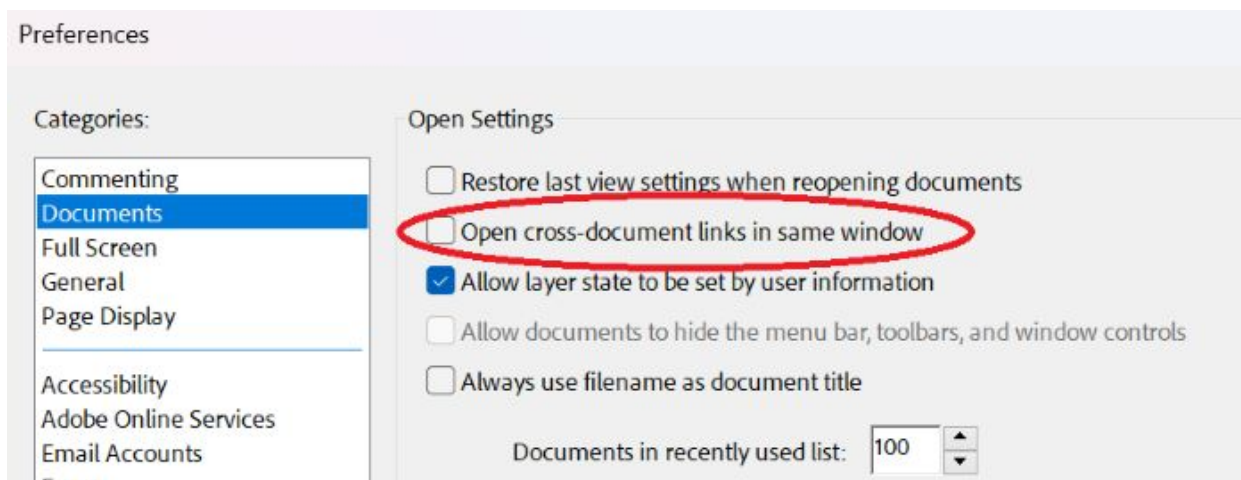 Preferences
Categories:
Commenting
Documents
Full Screen
General
Page Display
Accessibility
Adobe Online Services
Email Accounts
Open Settings
Restore last view settings when reopening documents
Open cross-document links in same window
Allow layer state to be set by user information
Allow documents to hide the menu bar, toolbars, and window controls
Always use filename as document title
Documents in recently used list: 100